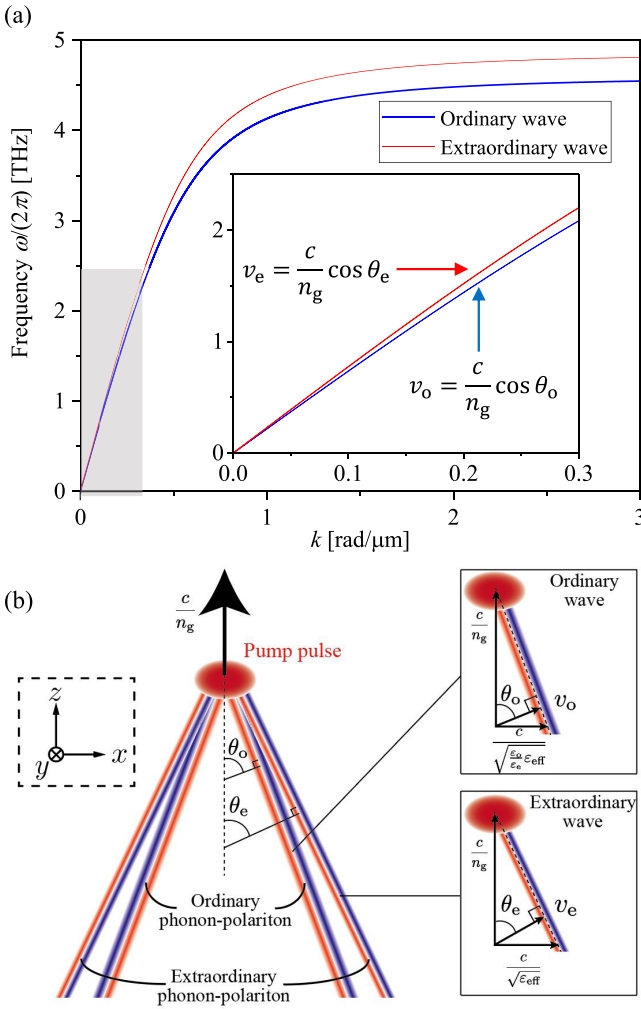 (a)
5
4
3
2
1
0
0
1
2
3
Frequency ω/(2π) [THz]
k [rad/μm]
Ordinary wave
Extraordinary wave
2
1
0
0.0
0.1
0.2
0.3
v_e = c/n_g cos θ_e
v_o = c/n_g cos θ_o
(b)
c/n_g
Pump pulse
z
y
x
θ_o
θ_e
Ordinary
phonon-polariton
Extraordinary
phonon-polariton
Ordinary
wave
c/n_g
θ_o
v_o
c/√(ε_o/ε_e ε_eff)
Extraordinary
wave
c/n_g
θ_e
v_e
c/√ε_eff